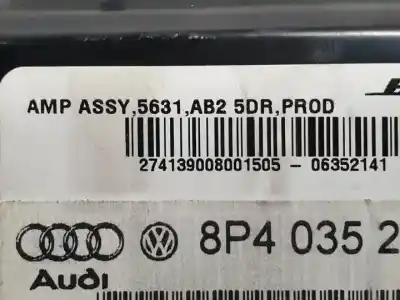 AMP ASSY,5631,AB2 5DR,PROD
274139008001505 - 06352141
8P4 035 2
Audi